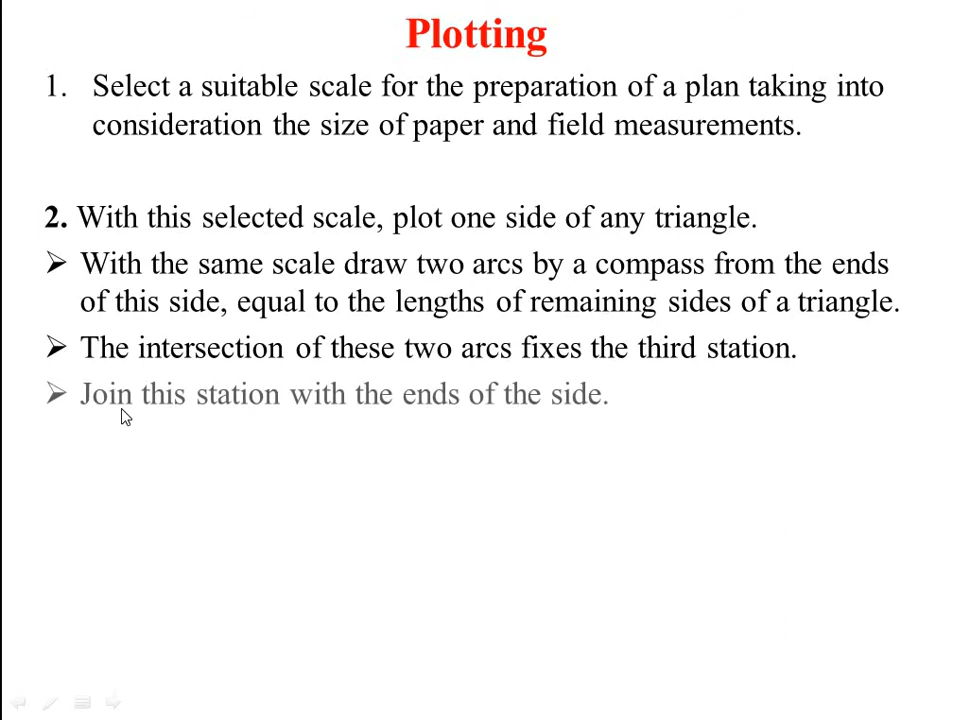 Plotting
1. Select a suitable scale for the preparation of a plan taking into
consideration the size of paper and field measurements.
2. With this selected scale, plot one side of any triangle.
➢ With the same scale draw two arcs by a compass from the ends
of this side, equal to the lengths of remaining sides of a triangle.
➢ The intersection of these two arcs fixes the third station.
➢ Join this station with the ends of the side.